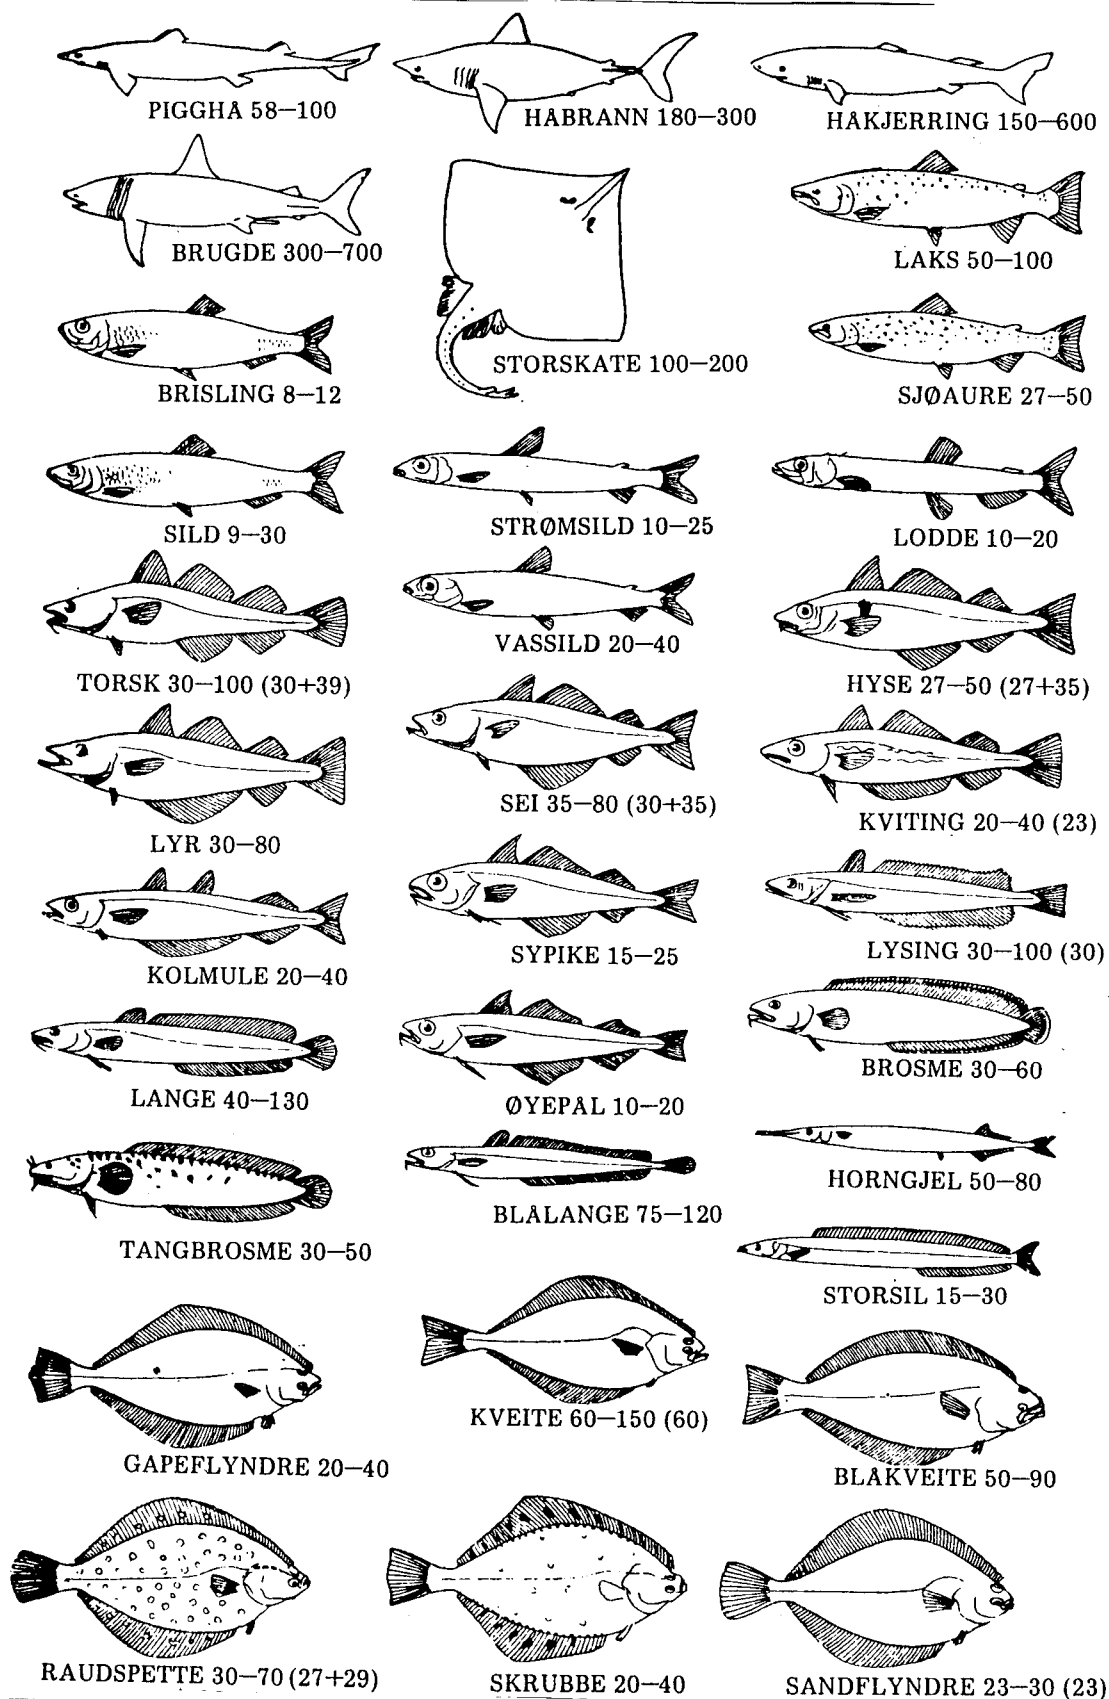 PIGGHÅ 58—100
HÅBRANN 180—300
HÅKJERRING 150—600
BRUGDE 300—700
LAKS 50—100
STORSKATE 100—200
BRISLING 8—12
SJØAURE 27—50
SILD 9—30
STRØMSILD 10—25
LODDE 10—20
VASSILD 20—40
TORSK 30—100 (30+39)
HYSE 27—50 (27+35)
SEI 35—80 (30+35)
KVITING 20—40 (23)
LYR 30—80
SYPIKE 15—25
LYSING 30—100 (30)
KOLMULE 20—40
BROSME 30—60
LANGE 40—130
ØYEPÅL 10—20
HORNGJEL 50—80
BLÅLANGE 75—120
TANGBROSME 30—50
STORSIL 15—30
KVEITE 60—150 (60)
GAPEFLYNDRE 20—40
BLÅKVEITE 50—90
RAUDSPETTE 30—70 (27+29)
SKRUBBE 20—40
SANDFLYNDRE 23—30 (23)